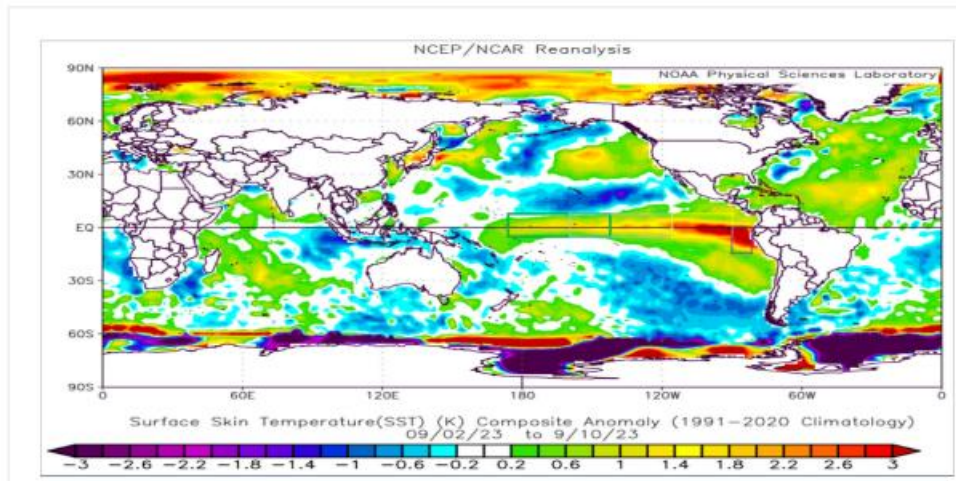 NCEP/NCAR Reanalysis
NOAA Physical Sciences Laboratory
90N
60N
30N
EQ
30S
60S
90S
0 60E 120E 180 120W 60W 0
Surface Skin Temperature(SST) (K) Composite Anomaly (1991-2020 Climatology)
09/02/23 to 9/10/23
-3 -2.6 -2.2 -1.8 -1.4 -1 -0.6 -0.2 0.2 0.6 1 1.4 1.8 2.2 2.6 3